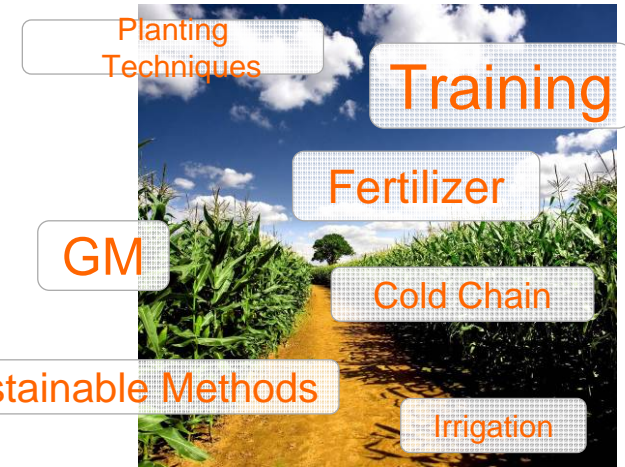 Planting
Techniques
Training
Fertilizer
GM
Cold Chain
stainable Methods
Irrigation